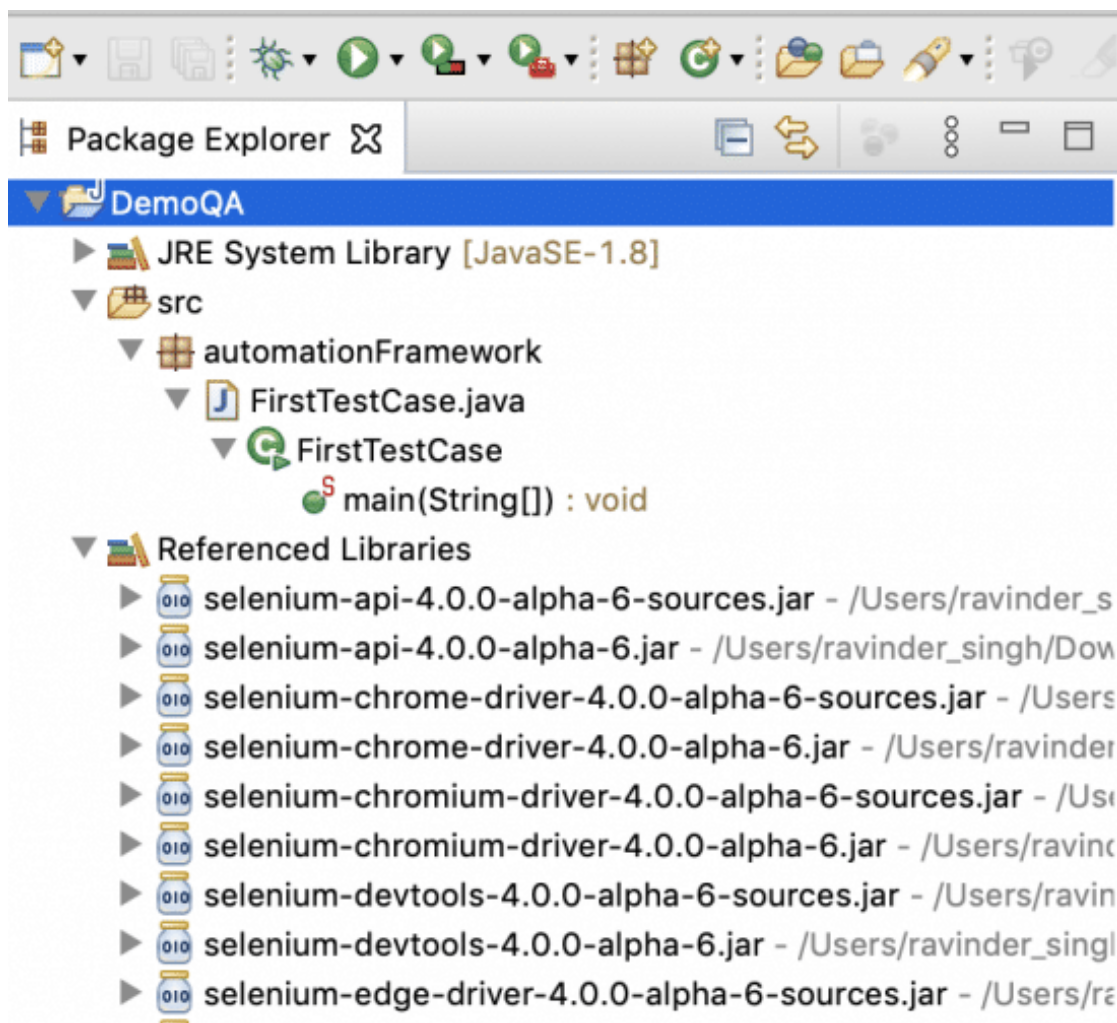 Package Explorer
DemoQA
JRE System Library [JavaSE-1.8]
src
automationFramework
FirstTestCase.java
FirstTestCase
main(String[]) : void
Referenced Libraries
selenium-api-4.0.0-alpha-6-sources.jar - /Users/ravinder_s
selenium-api-4.0.0-alpha-6.jar - /Users/ravinder_singh/Dow
selenium-chrome-driver-4.0.0-alpha-6-sources.jar - /Users
selenium-chrome-driver-4.0.0-alpha-6.jar - /Users/ravinder
selenium-chromium-driver-4.0.0-alpha-6-sources.jar - /Use
selenium-chromium-driver-4.0.0-alpha-6.jar - /Users/ravinc
selenium-devtools-4.0.0-alpha-6-sources.jar - /Users/ravin
selenium-devtools-4.0.0-alpha-6.jar - /Users/ravinder_singl
selenium-edge-driver-4.0.0-alpha-6-sources.jar - /Users/ra